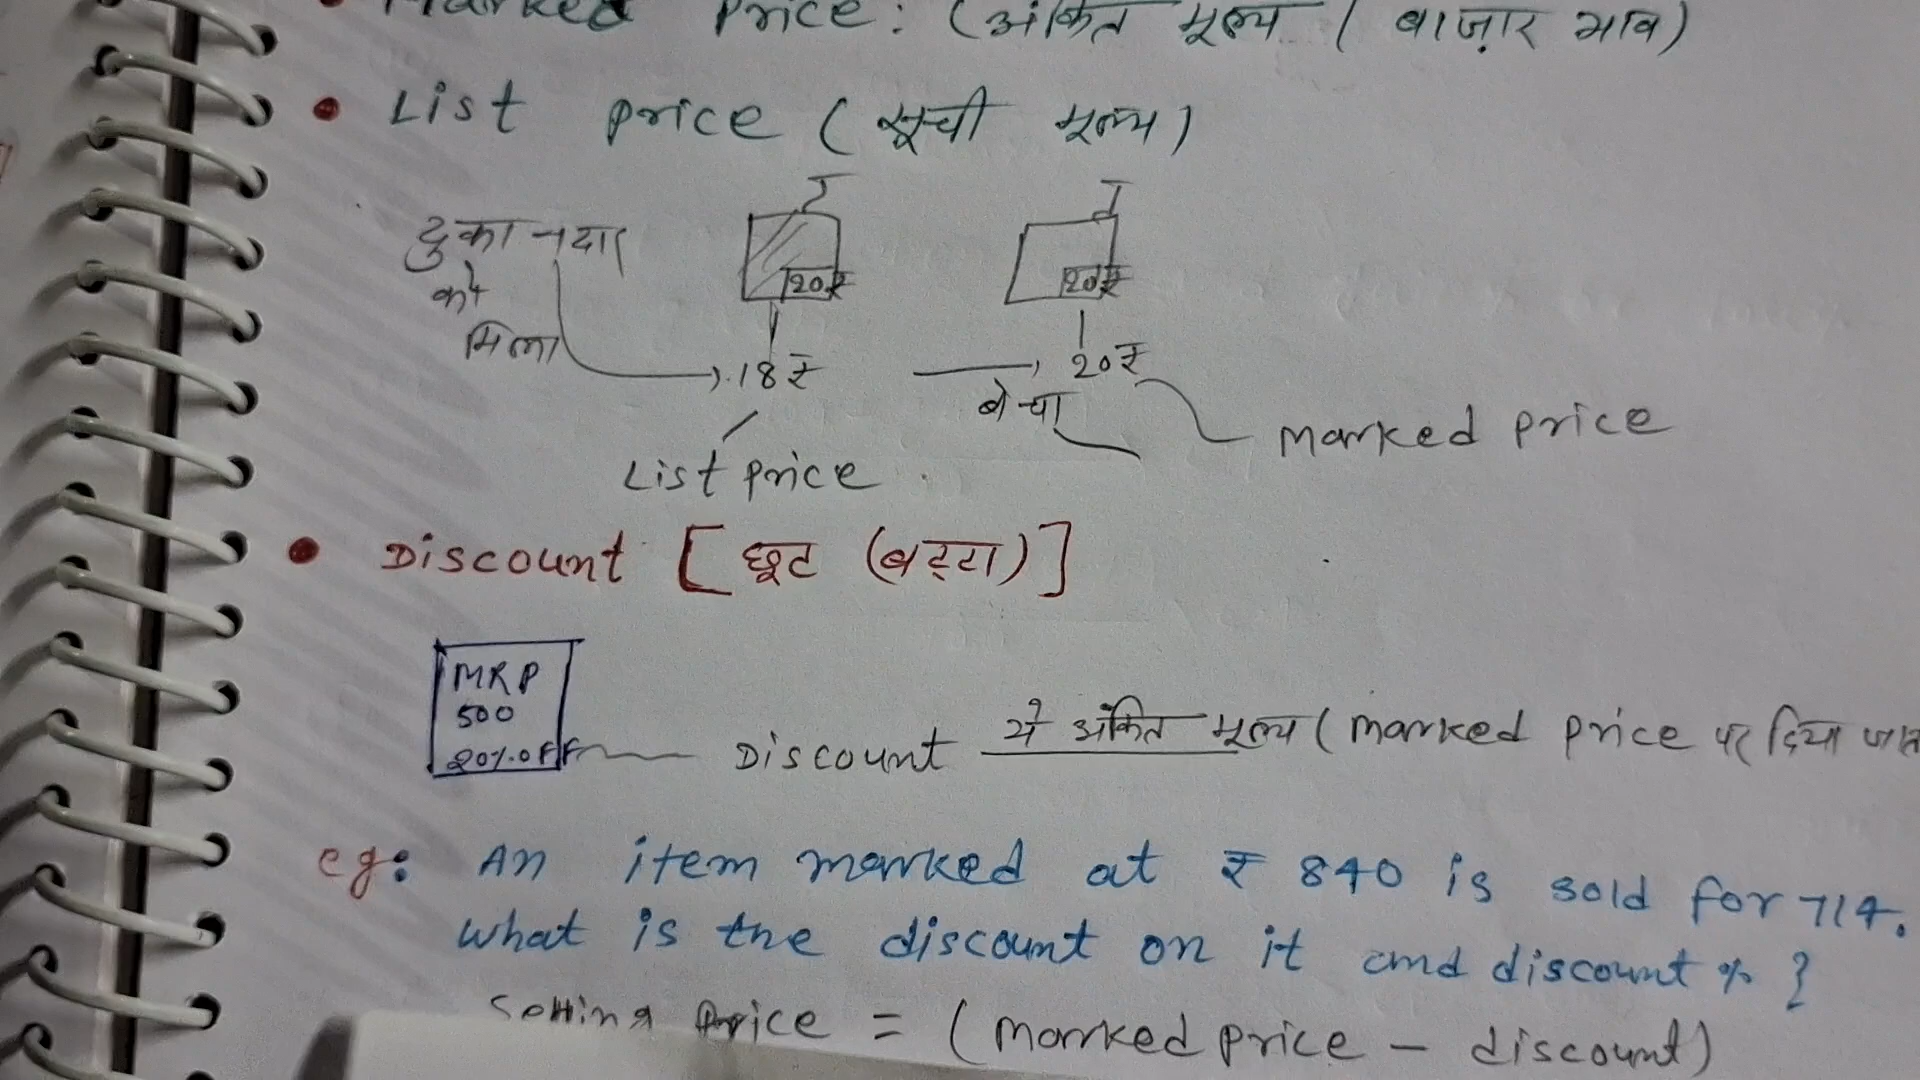 Marked Price: (अंकित मूल्य / बाज़ार भाव)
• List price (सूची मूल्य)
दुकानदार को मिला
20₹
20₹
18₹
बेचा
20₹
Marked price
List price
• Discount [छूट (बट्टा)]
MRP
500
20% OFF
Discount ये अंकित मूल्य (Marked price पर दिया
eg: An item marked at ₹ 840 is sold for 714.
what is the discount on it and discount % ?
Selling Price = (Marked price - discount)